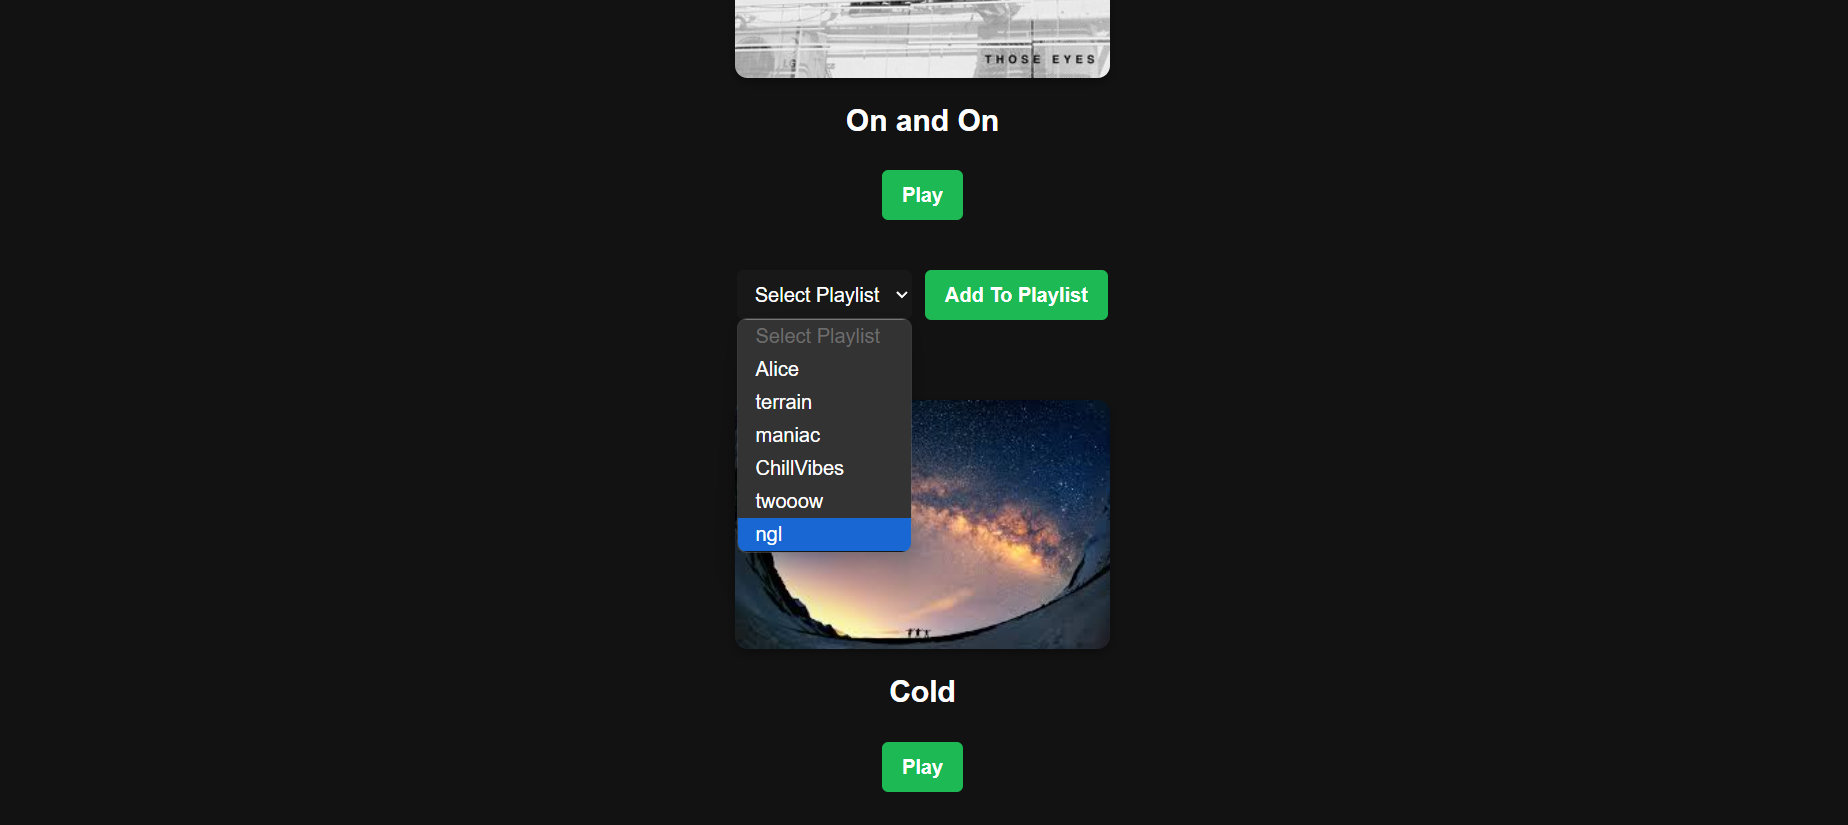 LG
THOSE EYES
On and On
Play
Select Playlist
Add To Playlist
Select Playlist
Alice
terrain
maniac
ChillVibes
twooow
ngl
Cold
Play